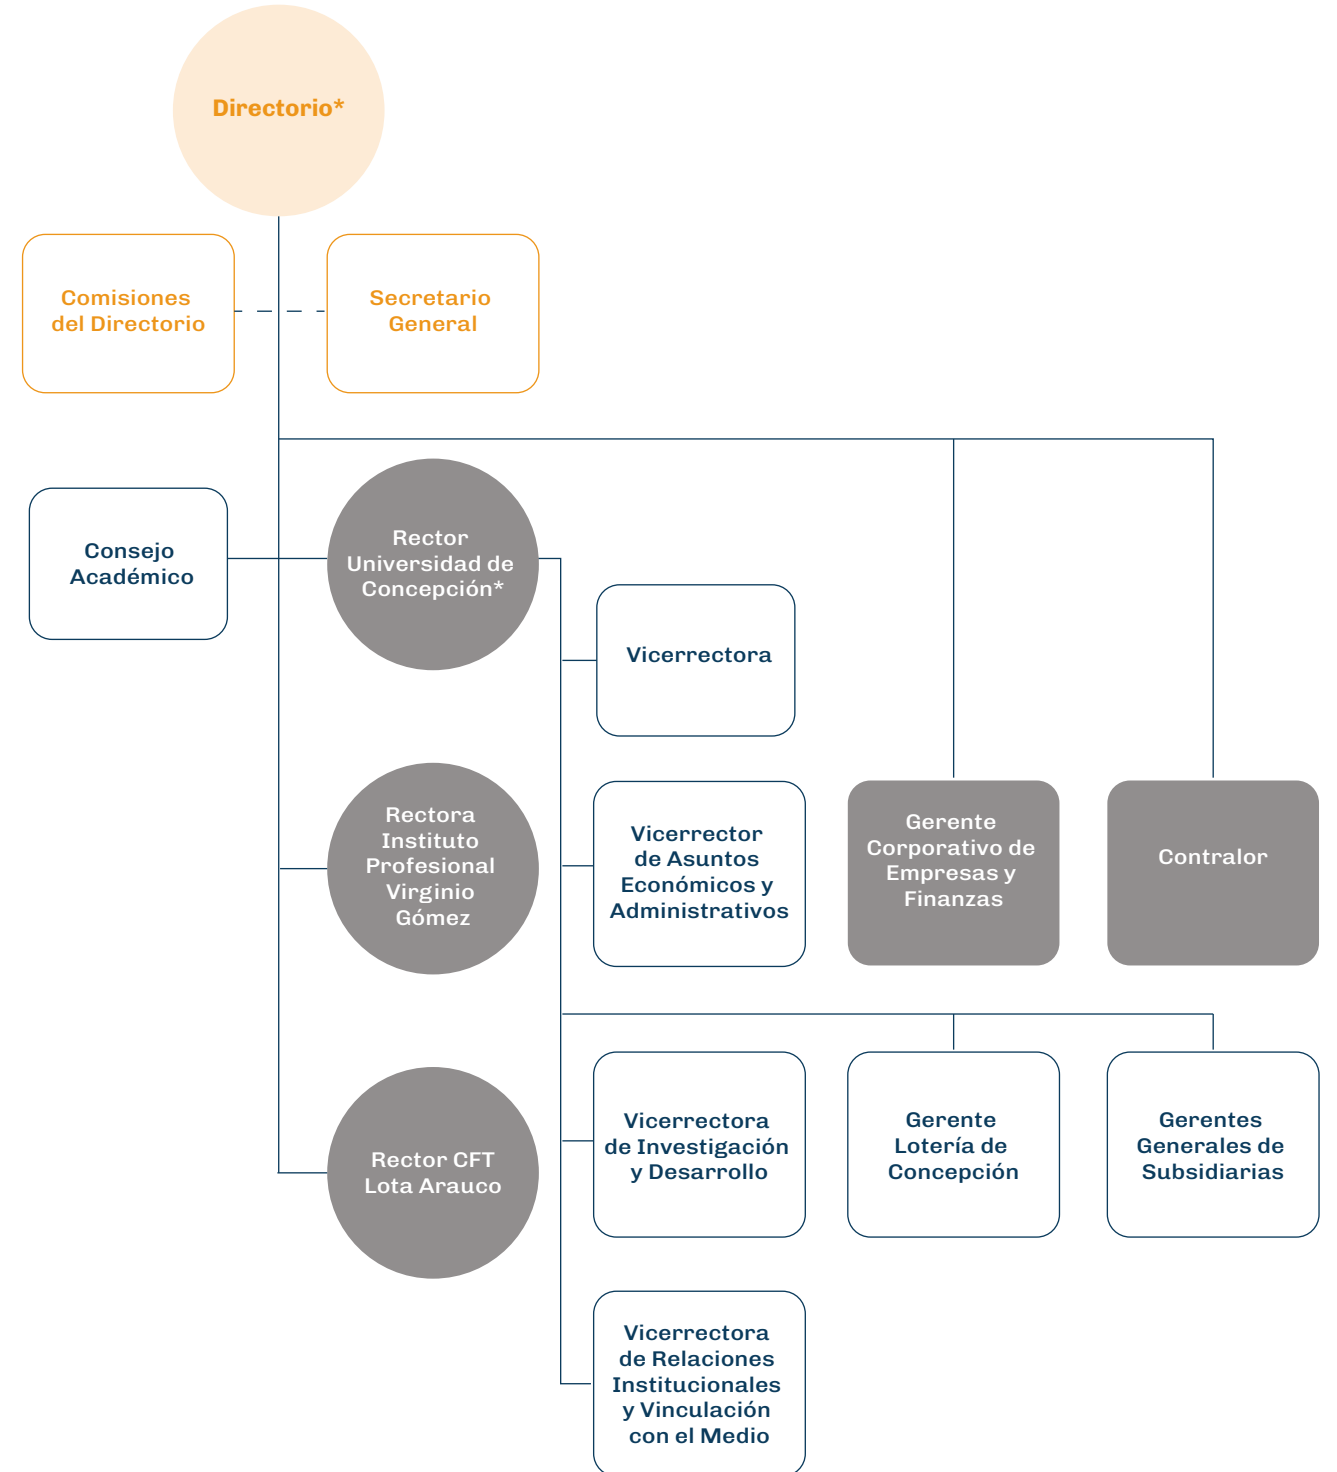 Directorio*
Comisiones
del Directorio
Secretario
General
Consejo
Académico
Rector
Universidad de
Concepción*
Vicerrectora
Rectora
Instituto
Profesional
Virginio
Gómez
Vicerrector
de Asuntos
Económicos y
Administrativos
Gerente
Corporativo de
Empresas y
Finanzas
Contralor
Rector CFT
Lota Arauco
Vicerrectora
de Investigación
y Desarrollo
Gerente
Lotería de
Concepción
Gerentes
Generales de
Subsidiarias
Vicerrectora
de Relaciones
Institucionales
y Vinculación
con el Medio